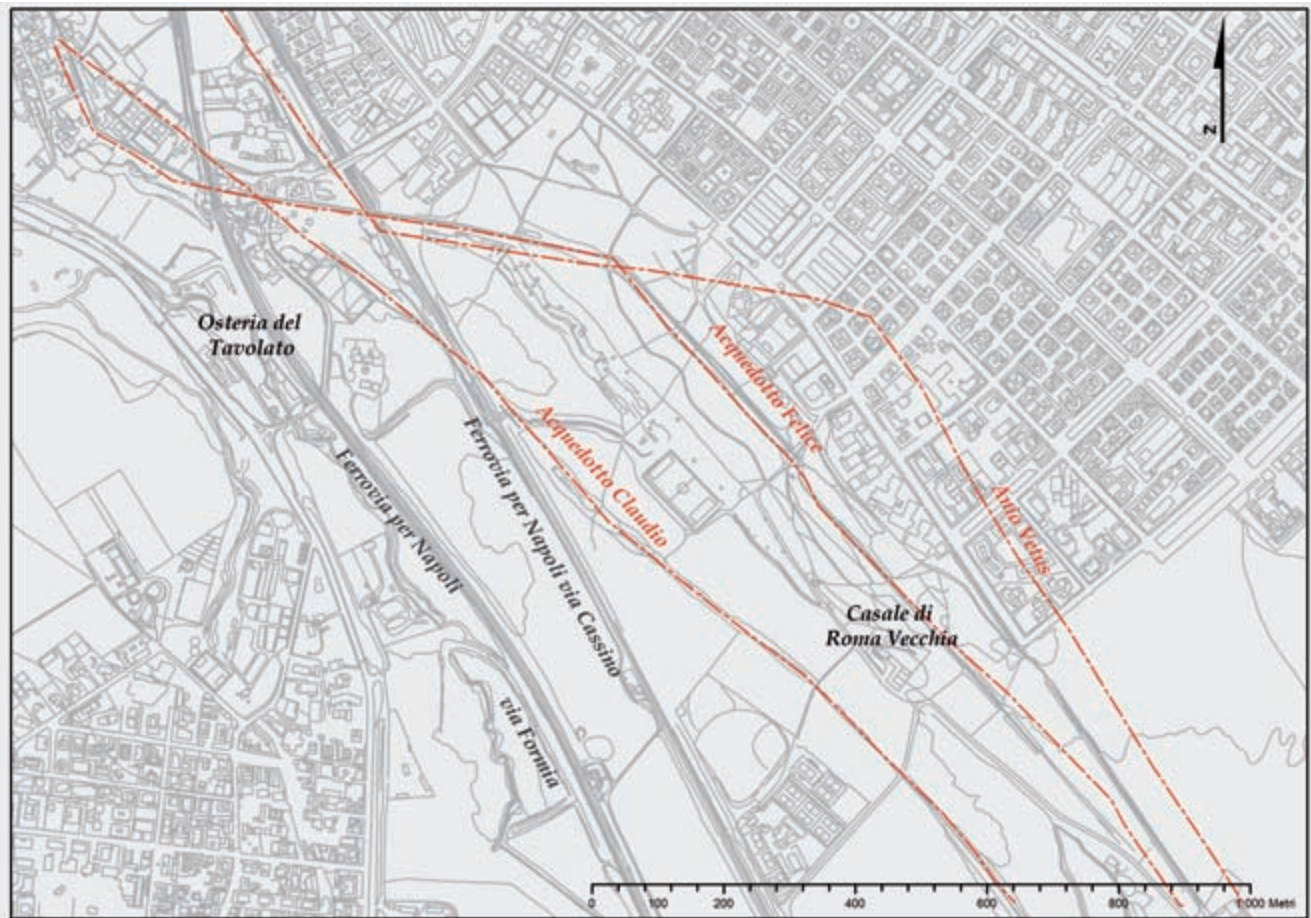 N
Osteria del
Tavolato
Acquedotto Felice
Acquedotto Claudio
Ferrovia per Napoli
Ferrovia per Napoli via Cassino
Anio Vetus
Casale di
Roma Vecchia
via Formia
0 100 200 400 600 800 1 000 Metri